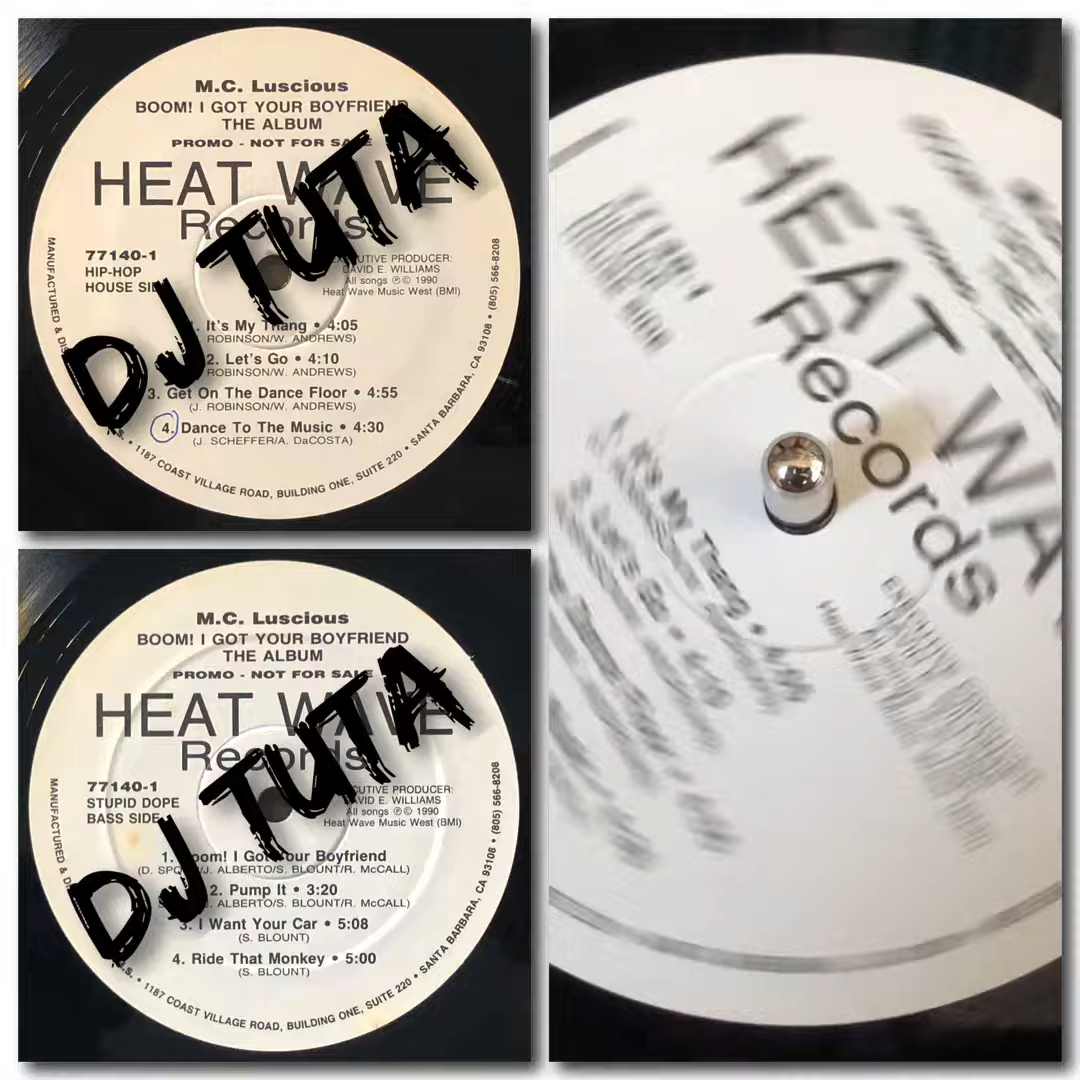 M.C. Luscious
BOOM! I GOT YOUR BOYFRIEND
THE ALBUM
PROMO - NOT FOR SALE
HEAT WAVE
Records
77140-1
HIP-HOP
HOUSE
EXECUTIVE PRODUCER:
DAVID E. WILLIAMS
All songs ℗© 1990
Heat Wave Music West (BMI)
It's My Thang • 4:05
ROBINSON/W. ANDREWS)
2. Let's Go • 4:10
ROBINSON/W. ANDREWS)
3. Get On The Dance Floor • 4:55
(J. ROBINSON/W. ANDREWS)
4. Dance To The Music • 4:30
(J. SCHEFFER/A. DaCOSTA)
MANUFACTURED &
• 1187 COAST VILLAGE ROAD, BUILDING ONE, SUITE 220 • SANTA BARBARA, CA 93108 • (805) 566-8208
DJ TUTA
M.C. Luscious
BOOM! I GOT YOUR BOYFRIEND
THE ALBUM
PROMO - NOT FOR SALE
HEAT WAVE
Records
77140-1
STUPID DOPE
BASS SIDE
EXECUTIVE PRODUCER:
DAVID E. WILLIAMS
All songs ℗© 1990
Heat Wave Music West (BMI)
1. Boom! I Got Your Boyfriend
(D. /J. ALBERTO/S. BLOUNT/R. McCALL)
2. Pump It • 3:20
ALBERTO/S. BLOUNT/R. McCALL)
3. I Want Your Car • 5:08
(S. BLOUNT)
4. Ride That Monkey • 5:00
(S. BLOUNT)
MANUFACTURED &
• 1187 COAST VILLAGE ROAD, BUILDING ONE, SUITE 220 • SANTA BARBARA, CA 93108 • (805) 566-8208
DJ TUTA
HEAT WA
Records